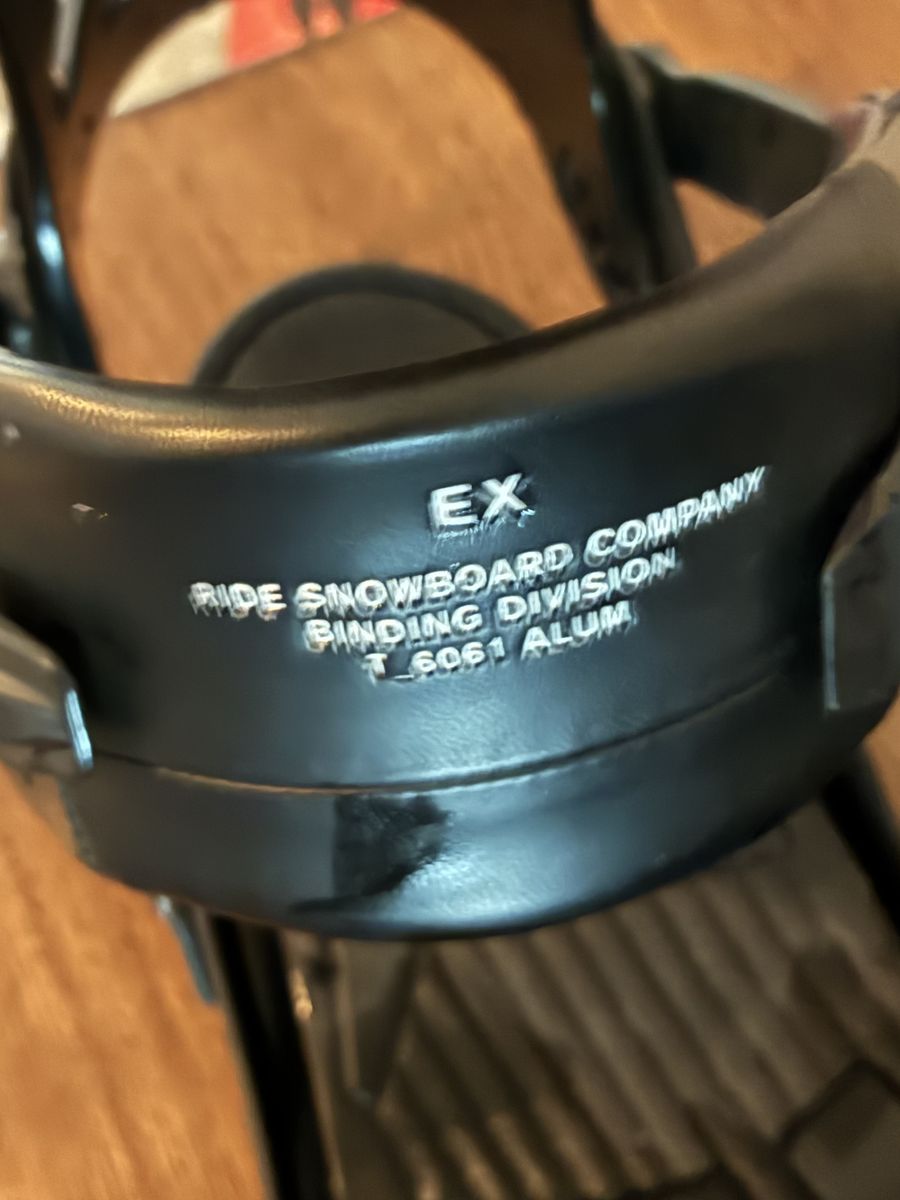 EX
RIDE SNOWBOARD COMPANY
BINDING DIVISION
T_6061 ALUM